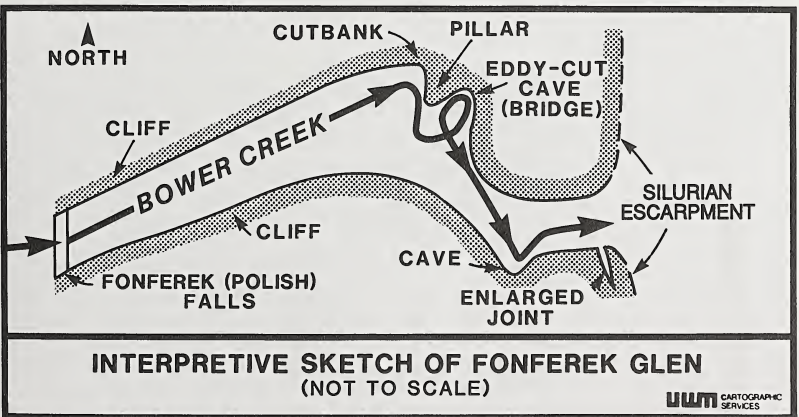 NORTH
CUTBANK
PILLAR
EDDY-CUT
CAVE
(BRIDGE)
CLIFF
BOWER CREEK
SILURIAN
ESCARPMENT
CLIFF
CAVE
FONFEREK (POLISH)
FALLS
ENLARGED
JOINT
INTERPRETIVE SKETCH OF FONFEREK GLEN
(NOT TO SCALE)
UWM CARTOGRAPHIC
SERVICES